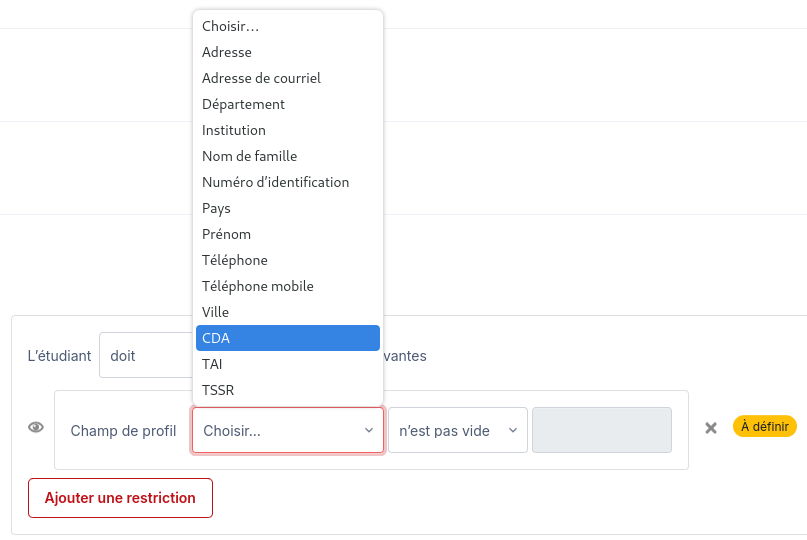 Choisir...
Adresse
Adresse de courriel
Département
Institution
Nom de famille
Numéro d’identification
Pays
Prénom
Téléphone
Téléphone mobile
Ville
CDA
TAI
TSSR
L’étudiant doit vantes
Champ de profil Choisir... n’est pas vide À définir
Ajouter une restriction